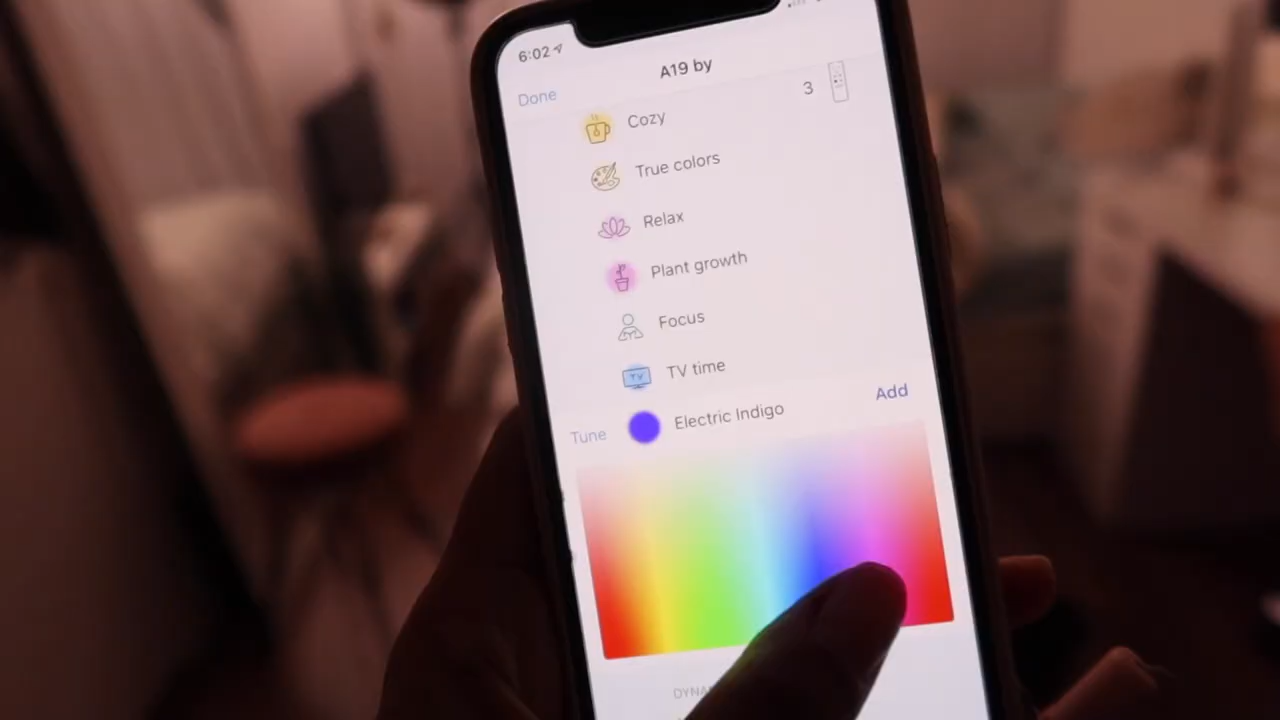 6:02
A19 by
Done
Cozy
3
True colors
Relax
Plant growth
Focus
TV time
Tune
Electric Indigo
Add
DYNA